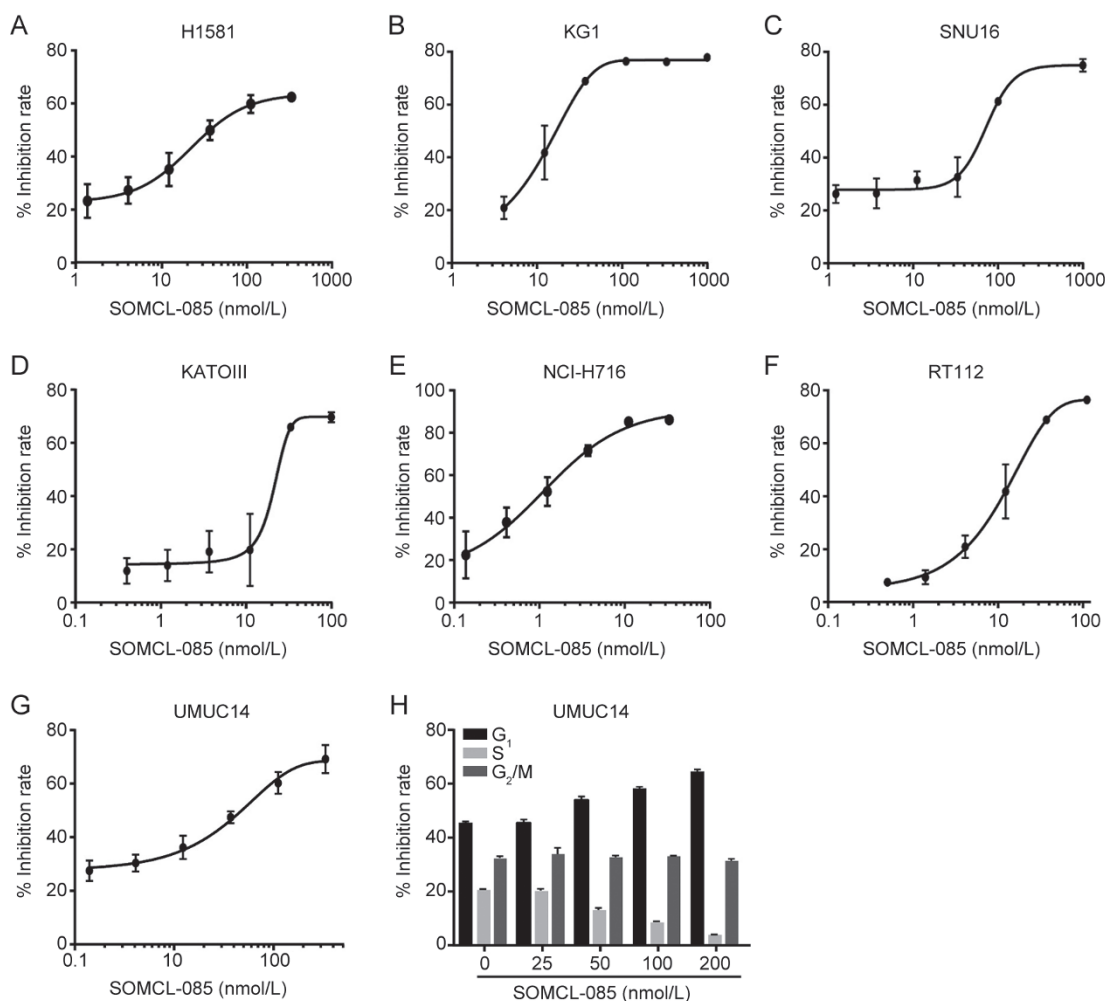 A
H1581
% Inhibition rate
80
60
40
20
0
1 10 100 1000
SOMCL-085 (nmol/L)
B
KG1
% Inhibition rate
80
60
40
20
0
1 10 100 1000
SOMCL-085 (nmol/L)
C
SNU16
% Inhibition rate
80
60
40
20
0
1 10 100 1000
SOMCL-085 (nmol/L)
D
KATOIII
% Inhibition rate
80
60
40
20
0
0.1 1 10 100
SOMCL-085 (nmol/L)
E
NCI-H716
% Inhibition rate
100
80
60
40
20
0
0.1 1 10 100
SOMCL-085 (nmol/L)
F
RT112
% Inhibition rate
80
60
40
20
0
0.1 1 10 100
SOMCL-085 (nmol/L)
G
UMUC14
% Inhibition rate
80
60
40
20
0
0.1 10 100
SOMCL-085 (nmol/L)
H
UMUC14
% Inhibition rate
80
60
40
20
0
G₁
S
G₂/M
0 25 50 100 200
SOMCL-085 (nmol/L)